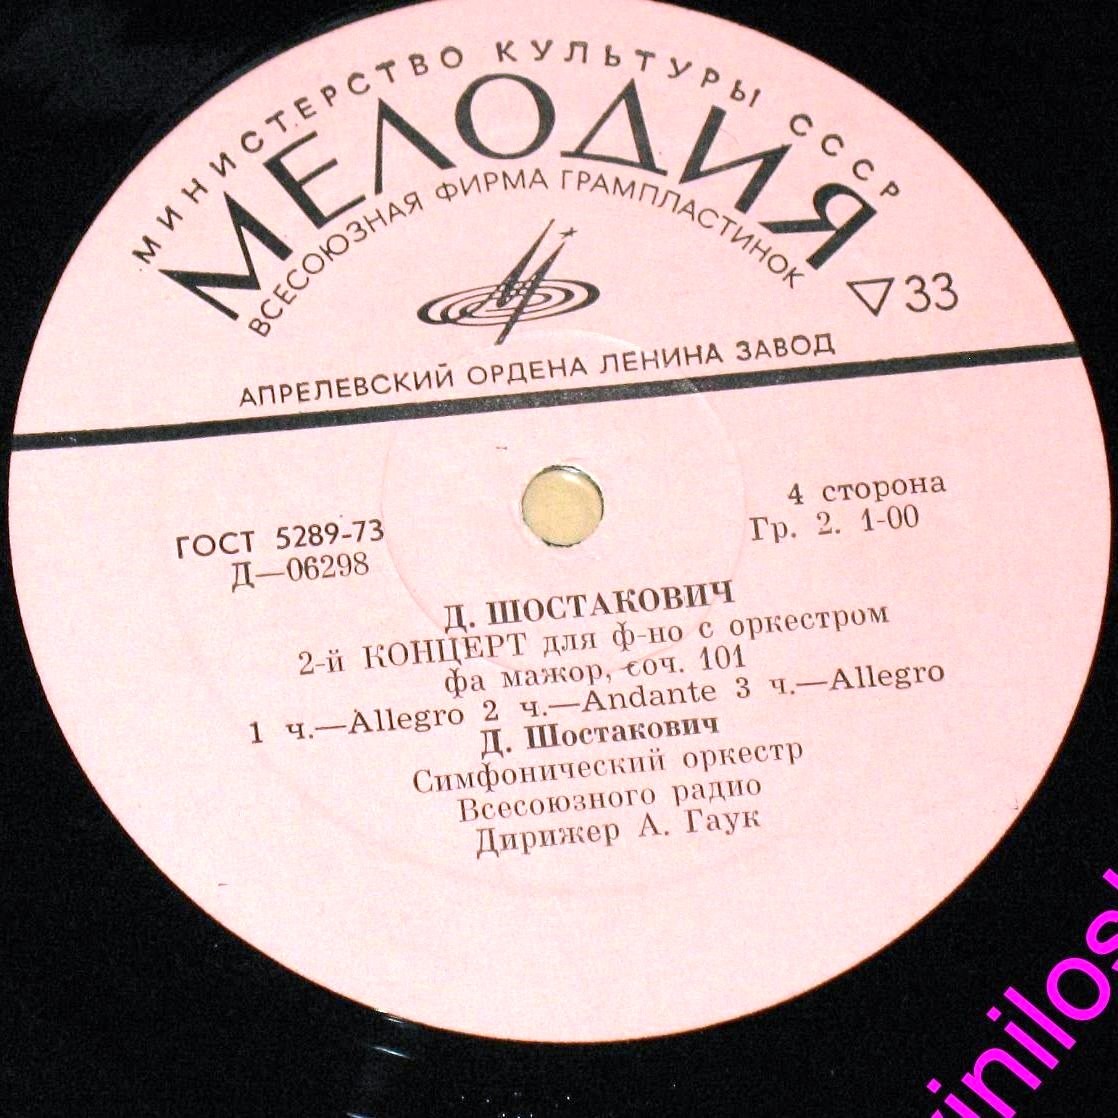 МИНИСТЕРСТВО КУЛЬТУРЫ СССР
МЕЛОДИЯ
ВСЕСОЮЗНАЯ ФИРМА ГРАМПЛАСТИНОК
33
АПРЕЛЕВСКИЙ ОРДЕНА ЛЕНИНА ЗАВОД
4 сторона
ГОСТ 5289-73
Гр. 2. 1-00
Д—06298
Д. ШОСТАКОВИЧ
2-й КОНЦЕРТ для ф-но с оркестром
фа мажор, соч. 101
1 ч.—Allegro 2 ч.—Andante 3 ч.—Allegro
Д. Шостакович
Симфонический оркестр
Всесоюзного радио
Дирижер А. Гаук